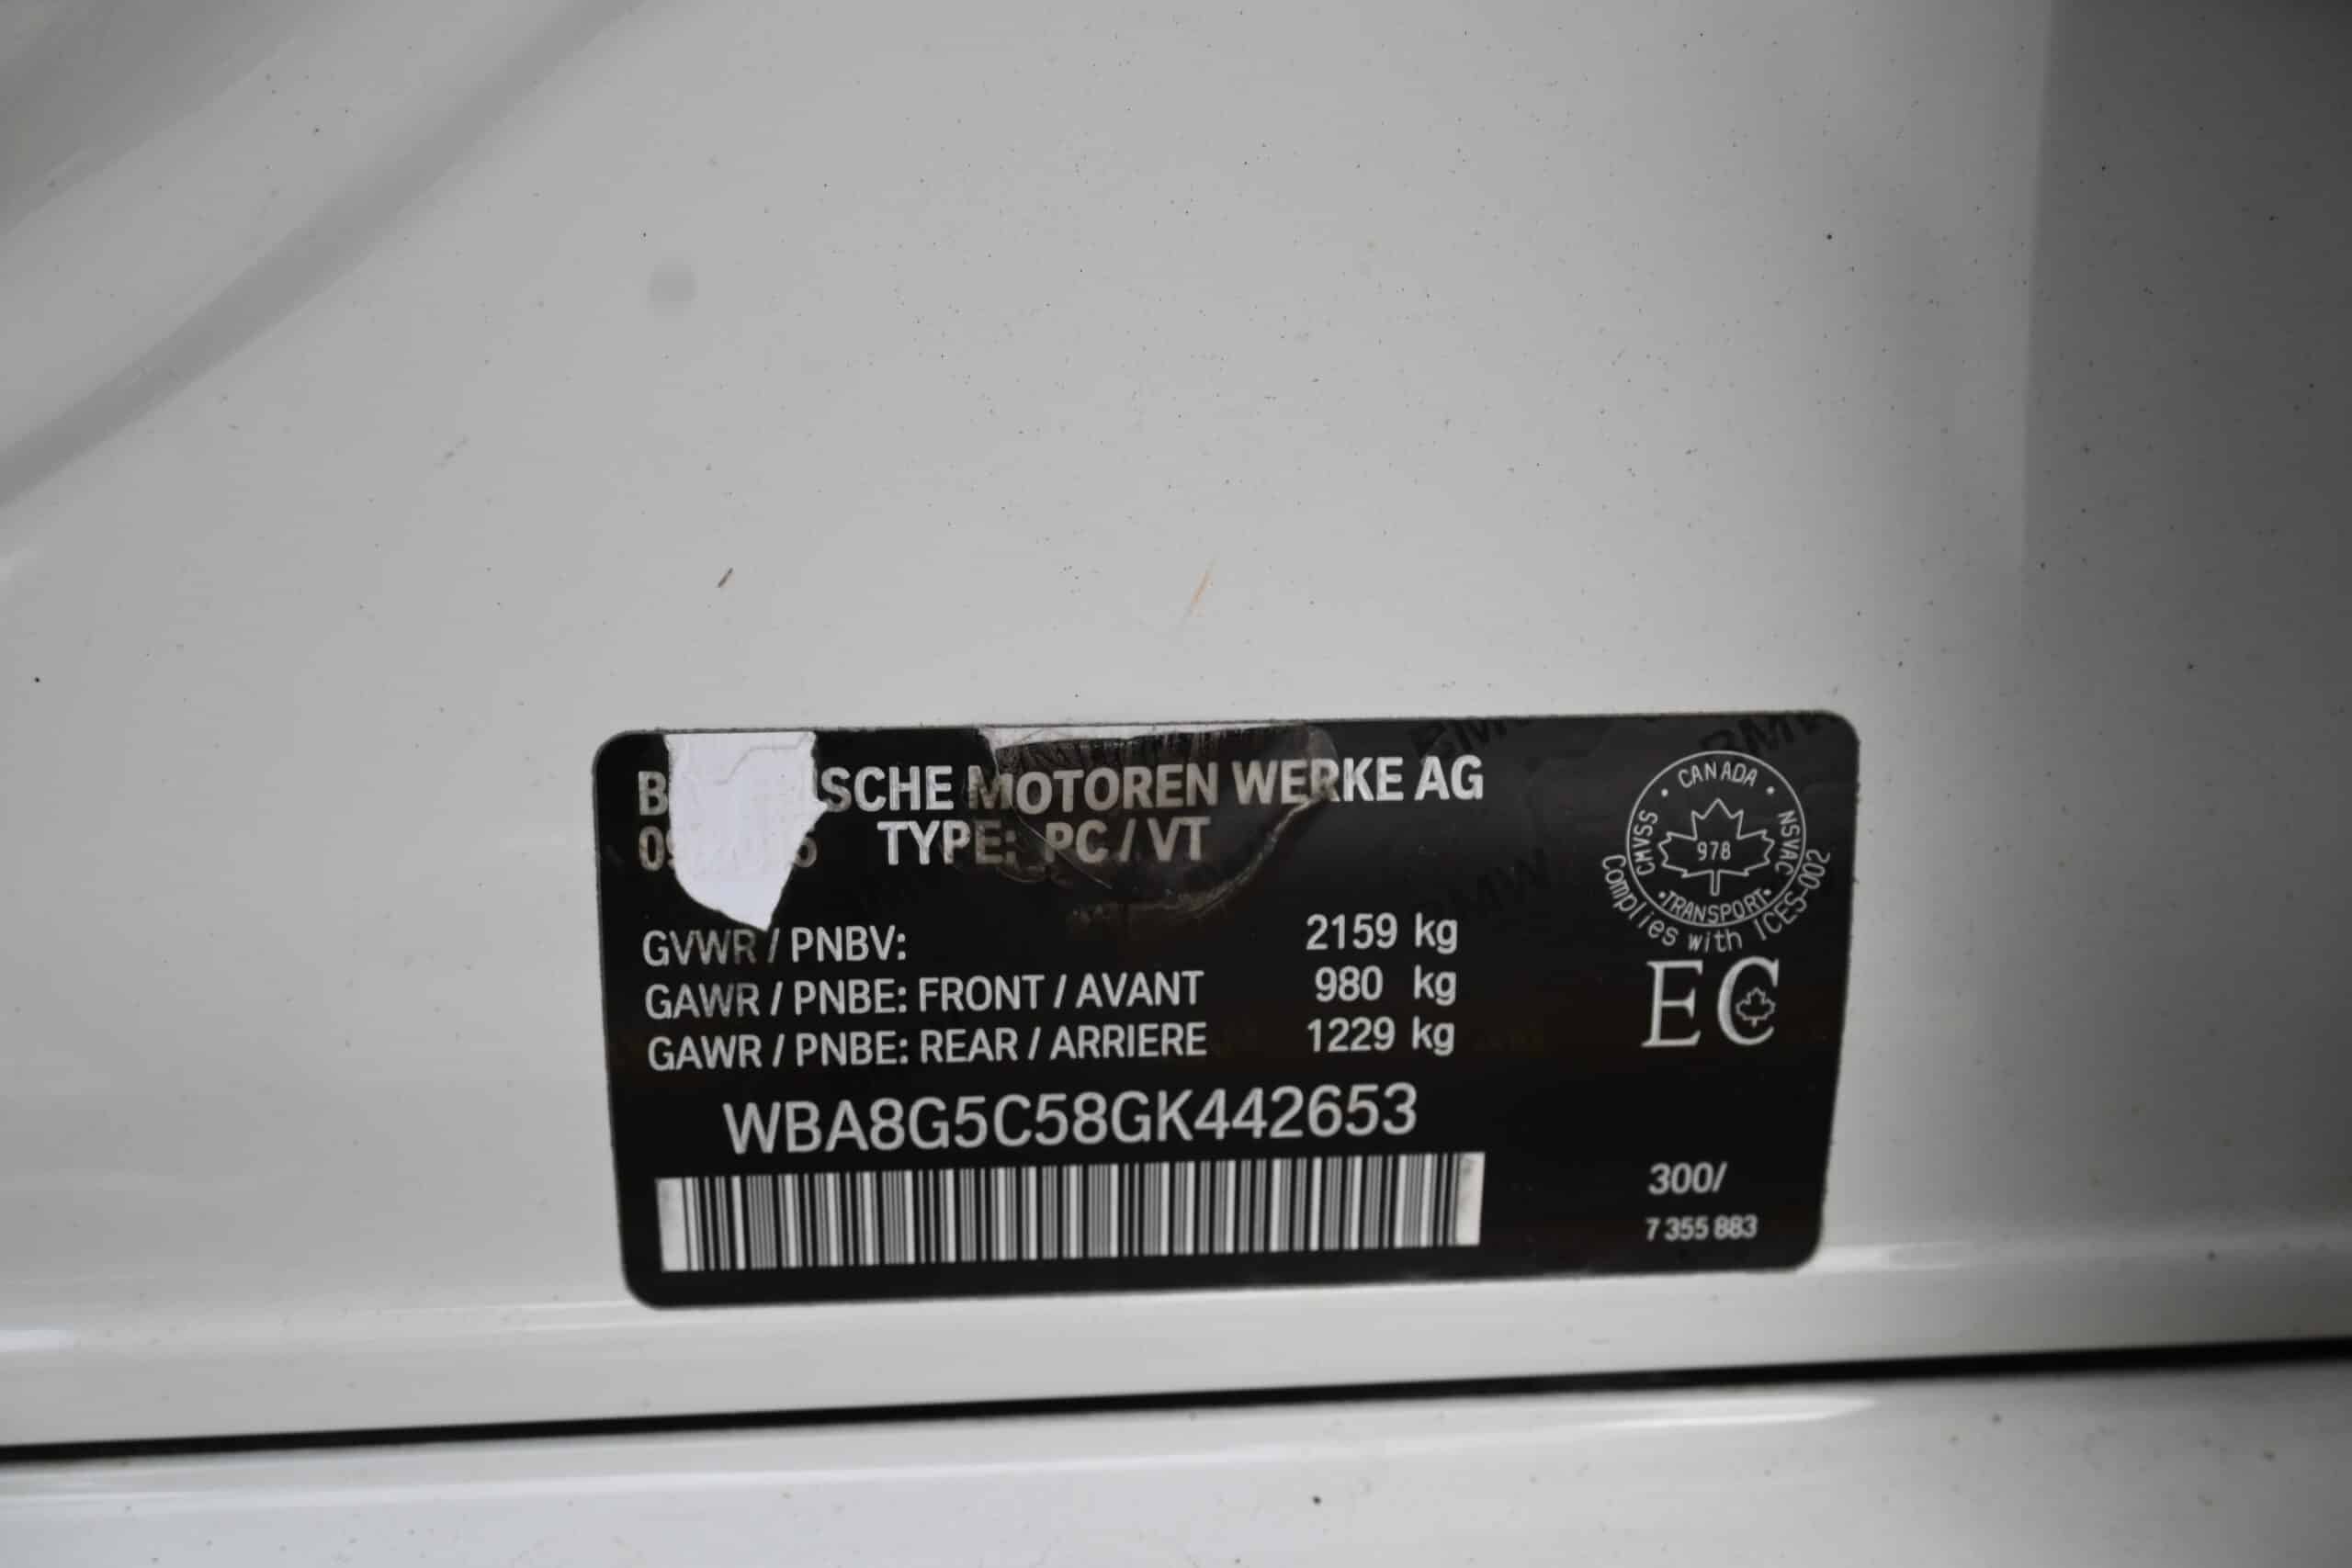 SCHE MOTOREN WERKE AG
TYPE: PC / VT
GVWR / PNBV: 2159 kg
GAWR / PNBE: FRONT / AVANT 980 kg
GAWR / PNBE: REAR / ARRIERE 1229 kg
WBA8G5C58GK442653
CANADA
CMVSS NSVAC
978
TRANSPORT
Complies with ICES-002
EC
300/
7 355 883